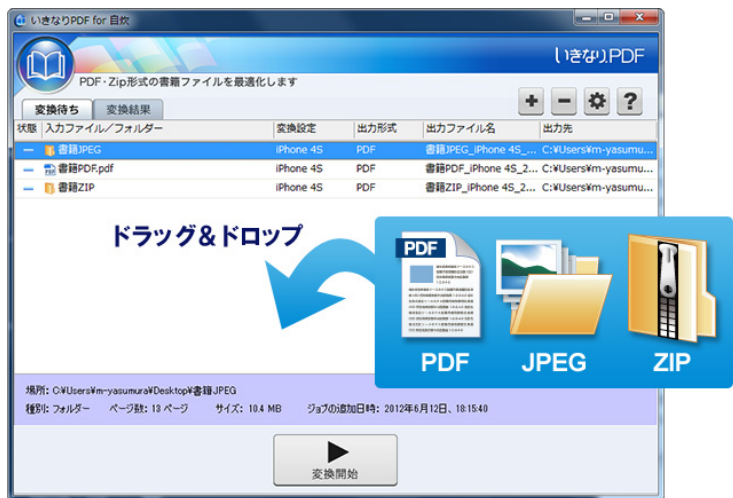 いきなりPDF for 自炊
いきなりPDF
PDF・Zip形式の書籍ファイルを最適化します
変換待ち 変換結果
状態 入力ファイル/フォルダー 変換設定 出力形式 出力ファイル名 出力先
書籍JPEG iPhone 4S PDF 書籍JPEG_iPhone 4S_... C:¥Users¥m-yasumu...
書籍PDF.pdf iPhone 4S PDF 書籍PDF_iPhone 4S_2... C:¥Users¥m-yasumu...
書籍ZIP iPhone 4S PDF 書籍ZIP_iPhone 4S_2... C:¥Users¥m-yasumu...
ドラッグ&ドロップ
PDF
PDF JPEG ZIP
場所: C:¥Users¥m-yasumura¥Desktop¥書籍JPEG
種別: フォルダー ページ数: 13 ページ サイズ: 10.4 MB ジョブの追加日時: 2012年6月12日、18:15:40
変換開始